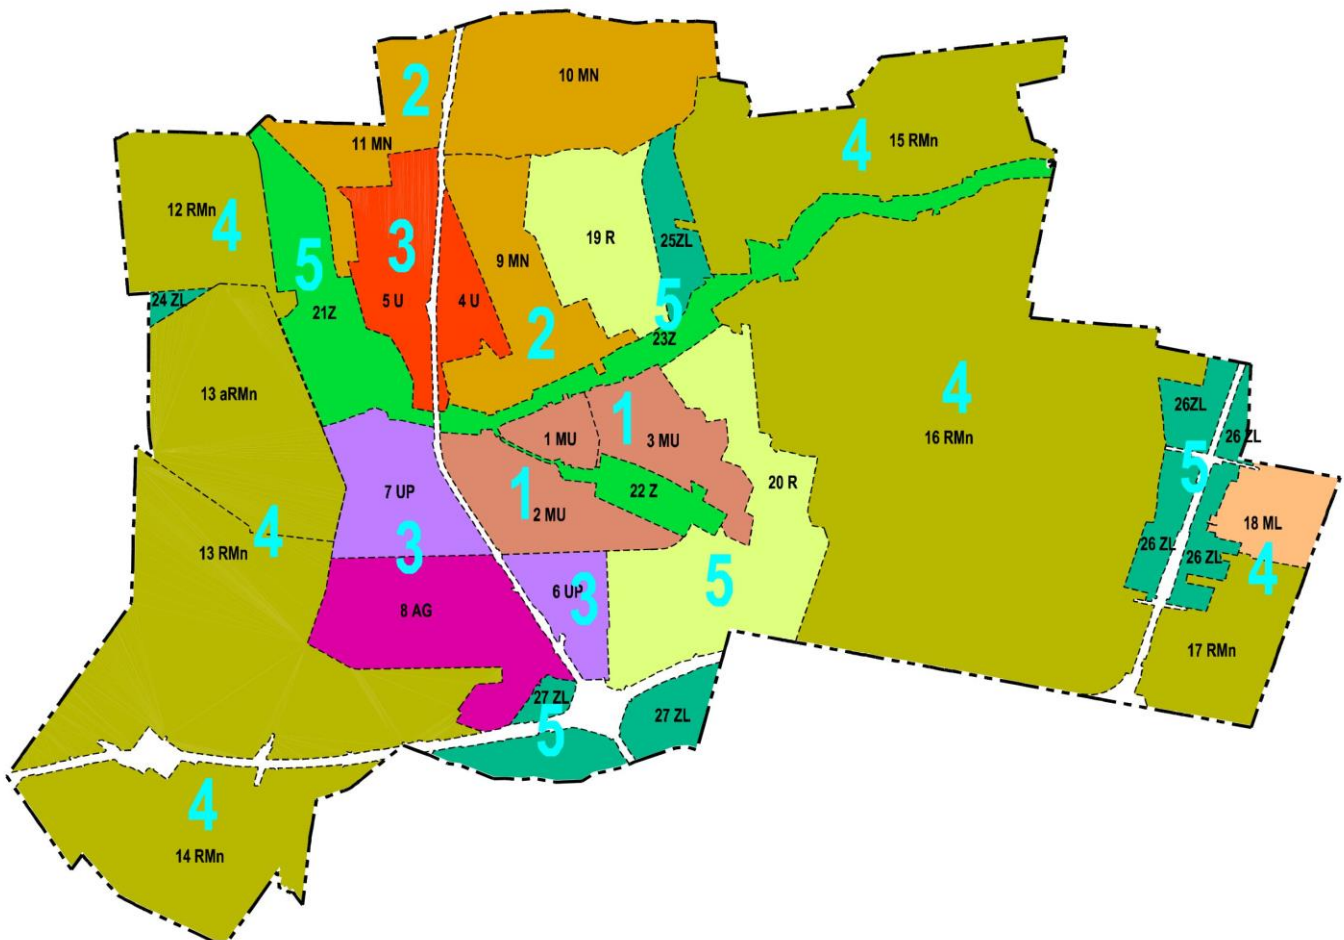 2
10 MN
11 MN
4
15 RMn
12 RMn
4
3
5
19 R
25ZL
9 MN
24 ZL
21Z
5 U
4 U
5
2
23Z
13 aRMn
4
16 RMn
26ZL
1
1 MU
3 MU
26 ZL
5
7 UP
1
22 Z
20 R
2 MU
18 ML
4
13 RMn
3
26 ZL
26 ZL
4
5
6 UP
3
8 AG
17 RMn
27 ZL
27 ZL
5
4
14 RMn